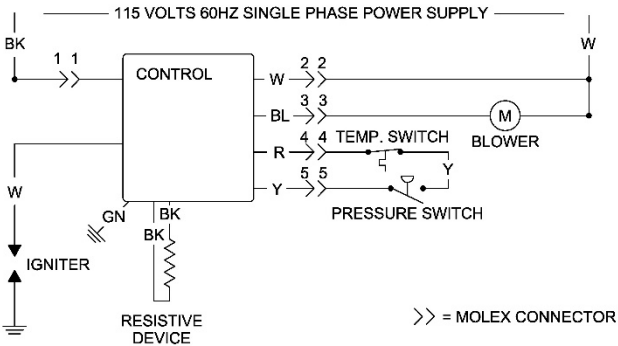 115 VOLTS 60HZ SINGLE PHASE POWER SUPPLY
BK
W
1 1
CONTROL
W 2 2
BL 3 3
M
BLOWER
R 4 4
TEMP. SWITCH
Y
Y 5 5
PRESSURE SWITCH
W
GN
BK
BK
IGNITER
RESISTIVE
DEVICE
= MOLEX CONNECTOR